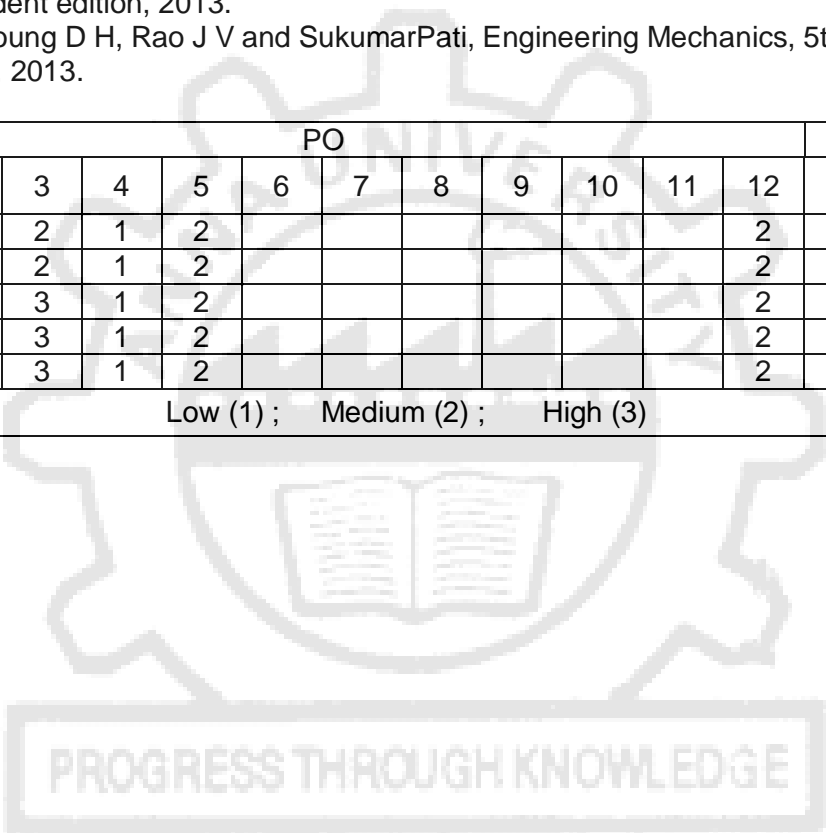 dent edition, 2013.
oung D H, Rao J V and SukumarPati, Engineering Mechanics, 5t
2013.
PO
3 4 5 6 7 8 9 10 11 12
2 1 2 2
2 1 2 2
3 1 2 2
3 1 2 2
3 1 2 2
Low (1) ; Medium (2) ; High (3)
ANNA UNIVERSITY
PROGRESS THROUGH KNOWLEDGE